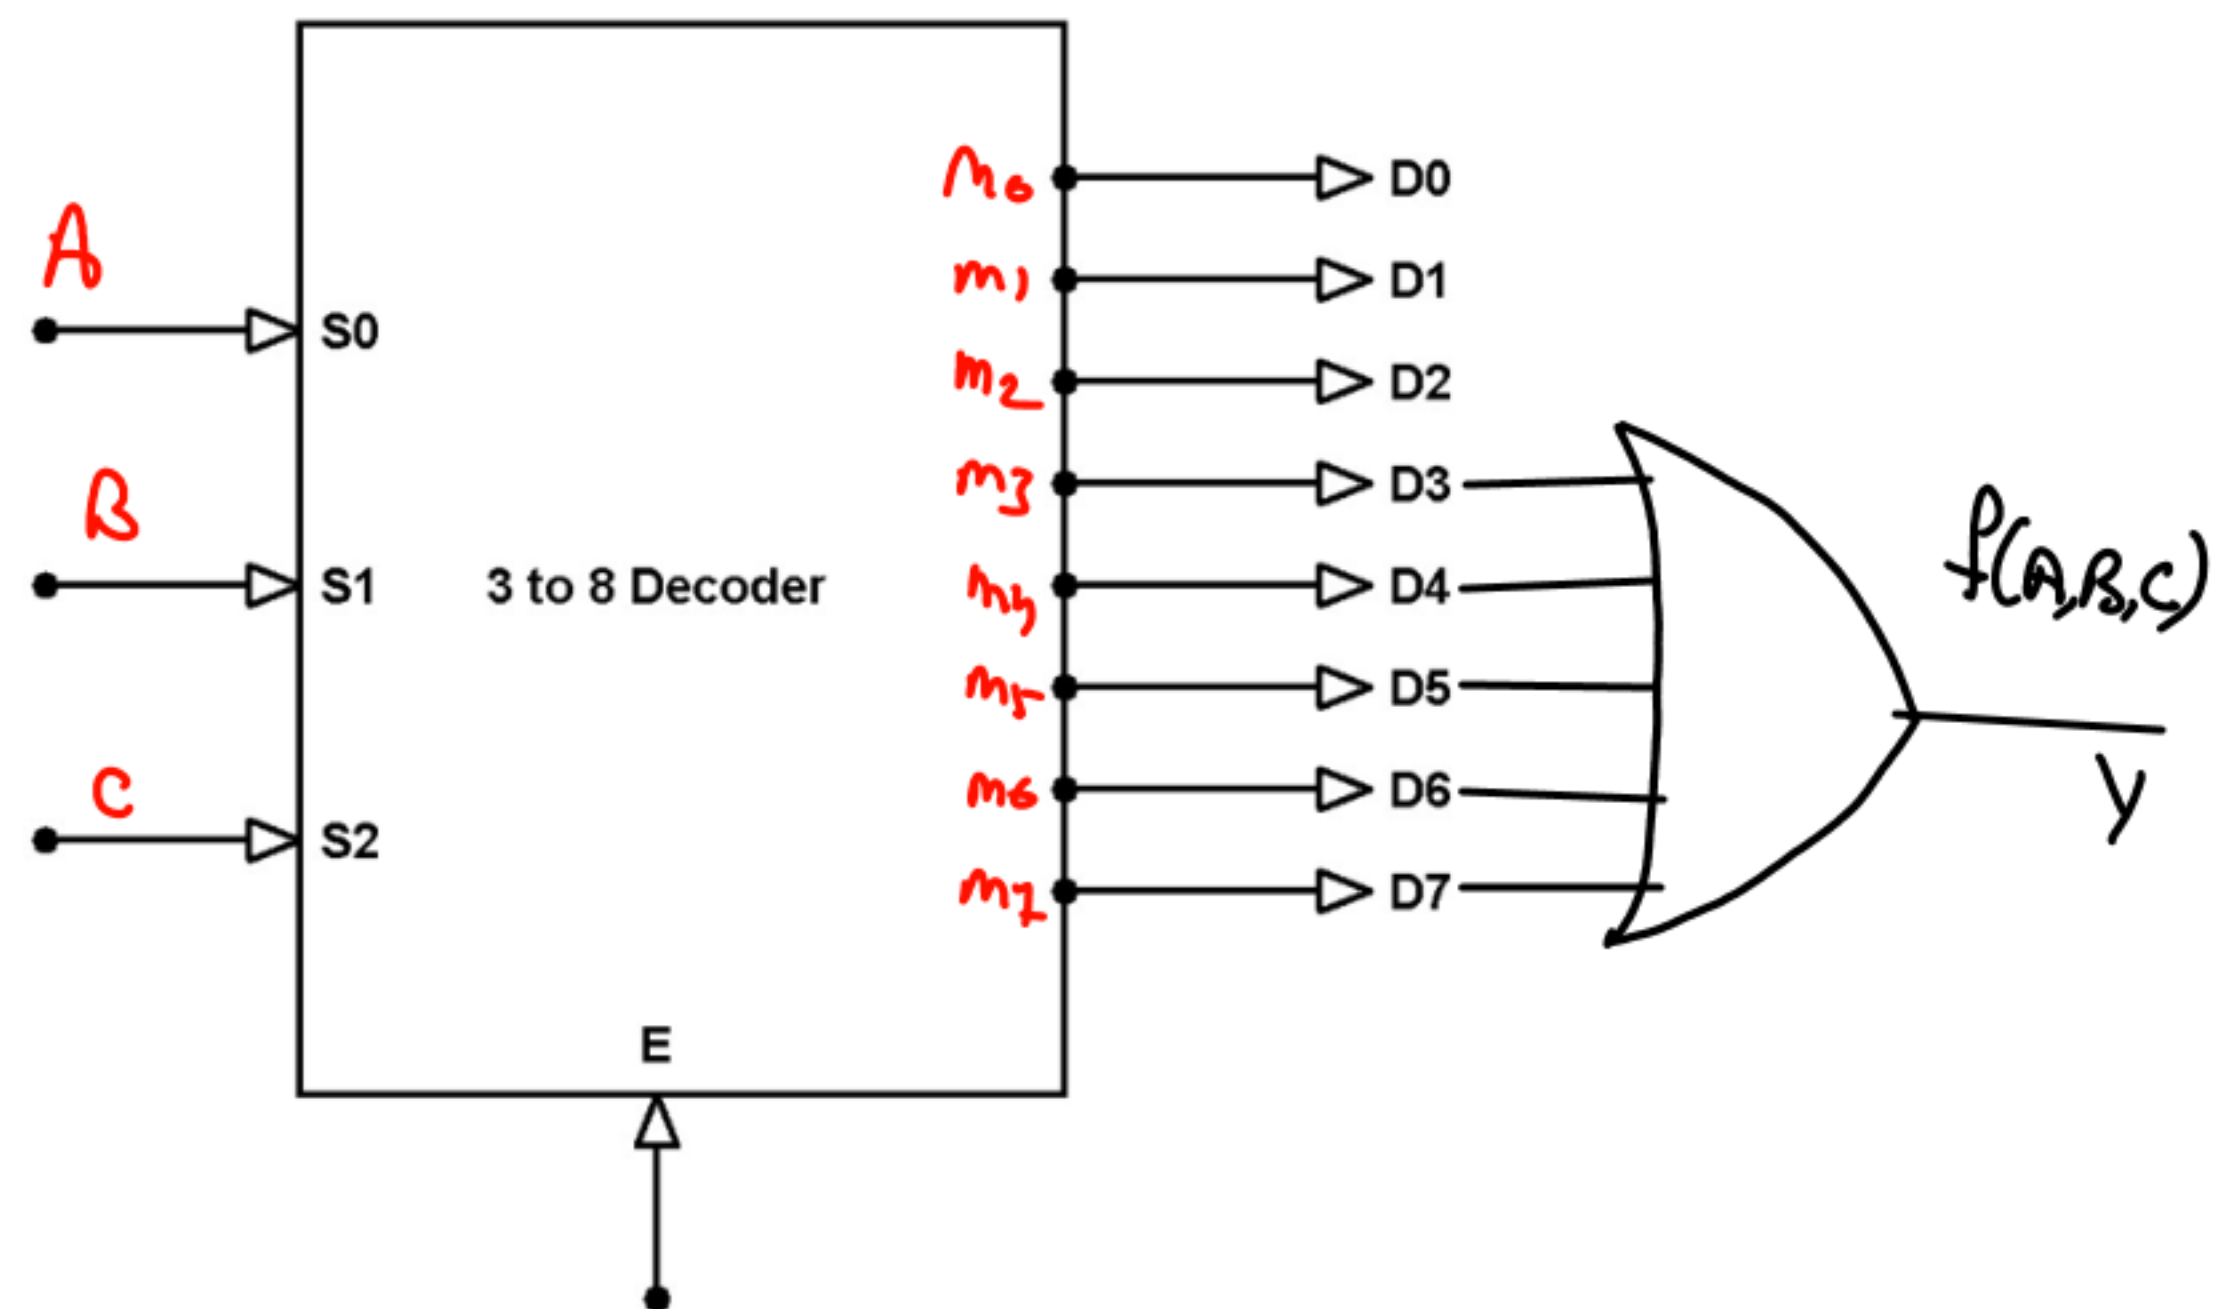 A
S0
B
S1
C
S2
3 to 8 Decoder
E
m0 D0
m1 D1
m2 D2
m3 D3
m4 D4
m5 D5
m6 D6
m7 D7
f(A,B,C)
y